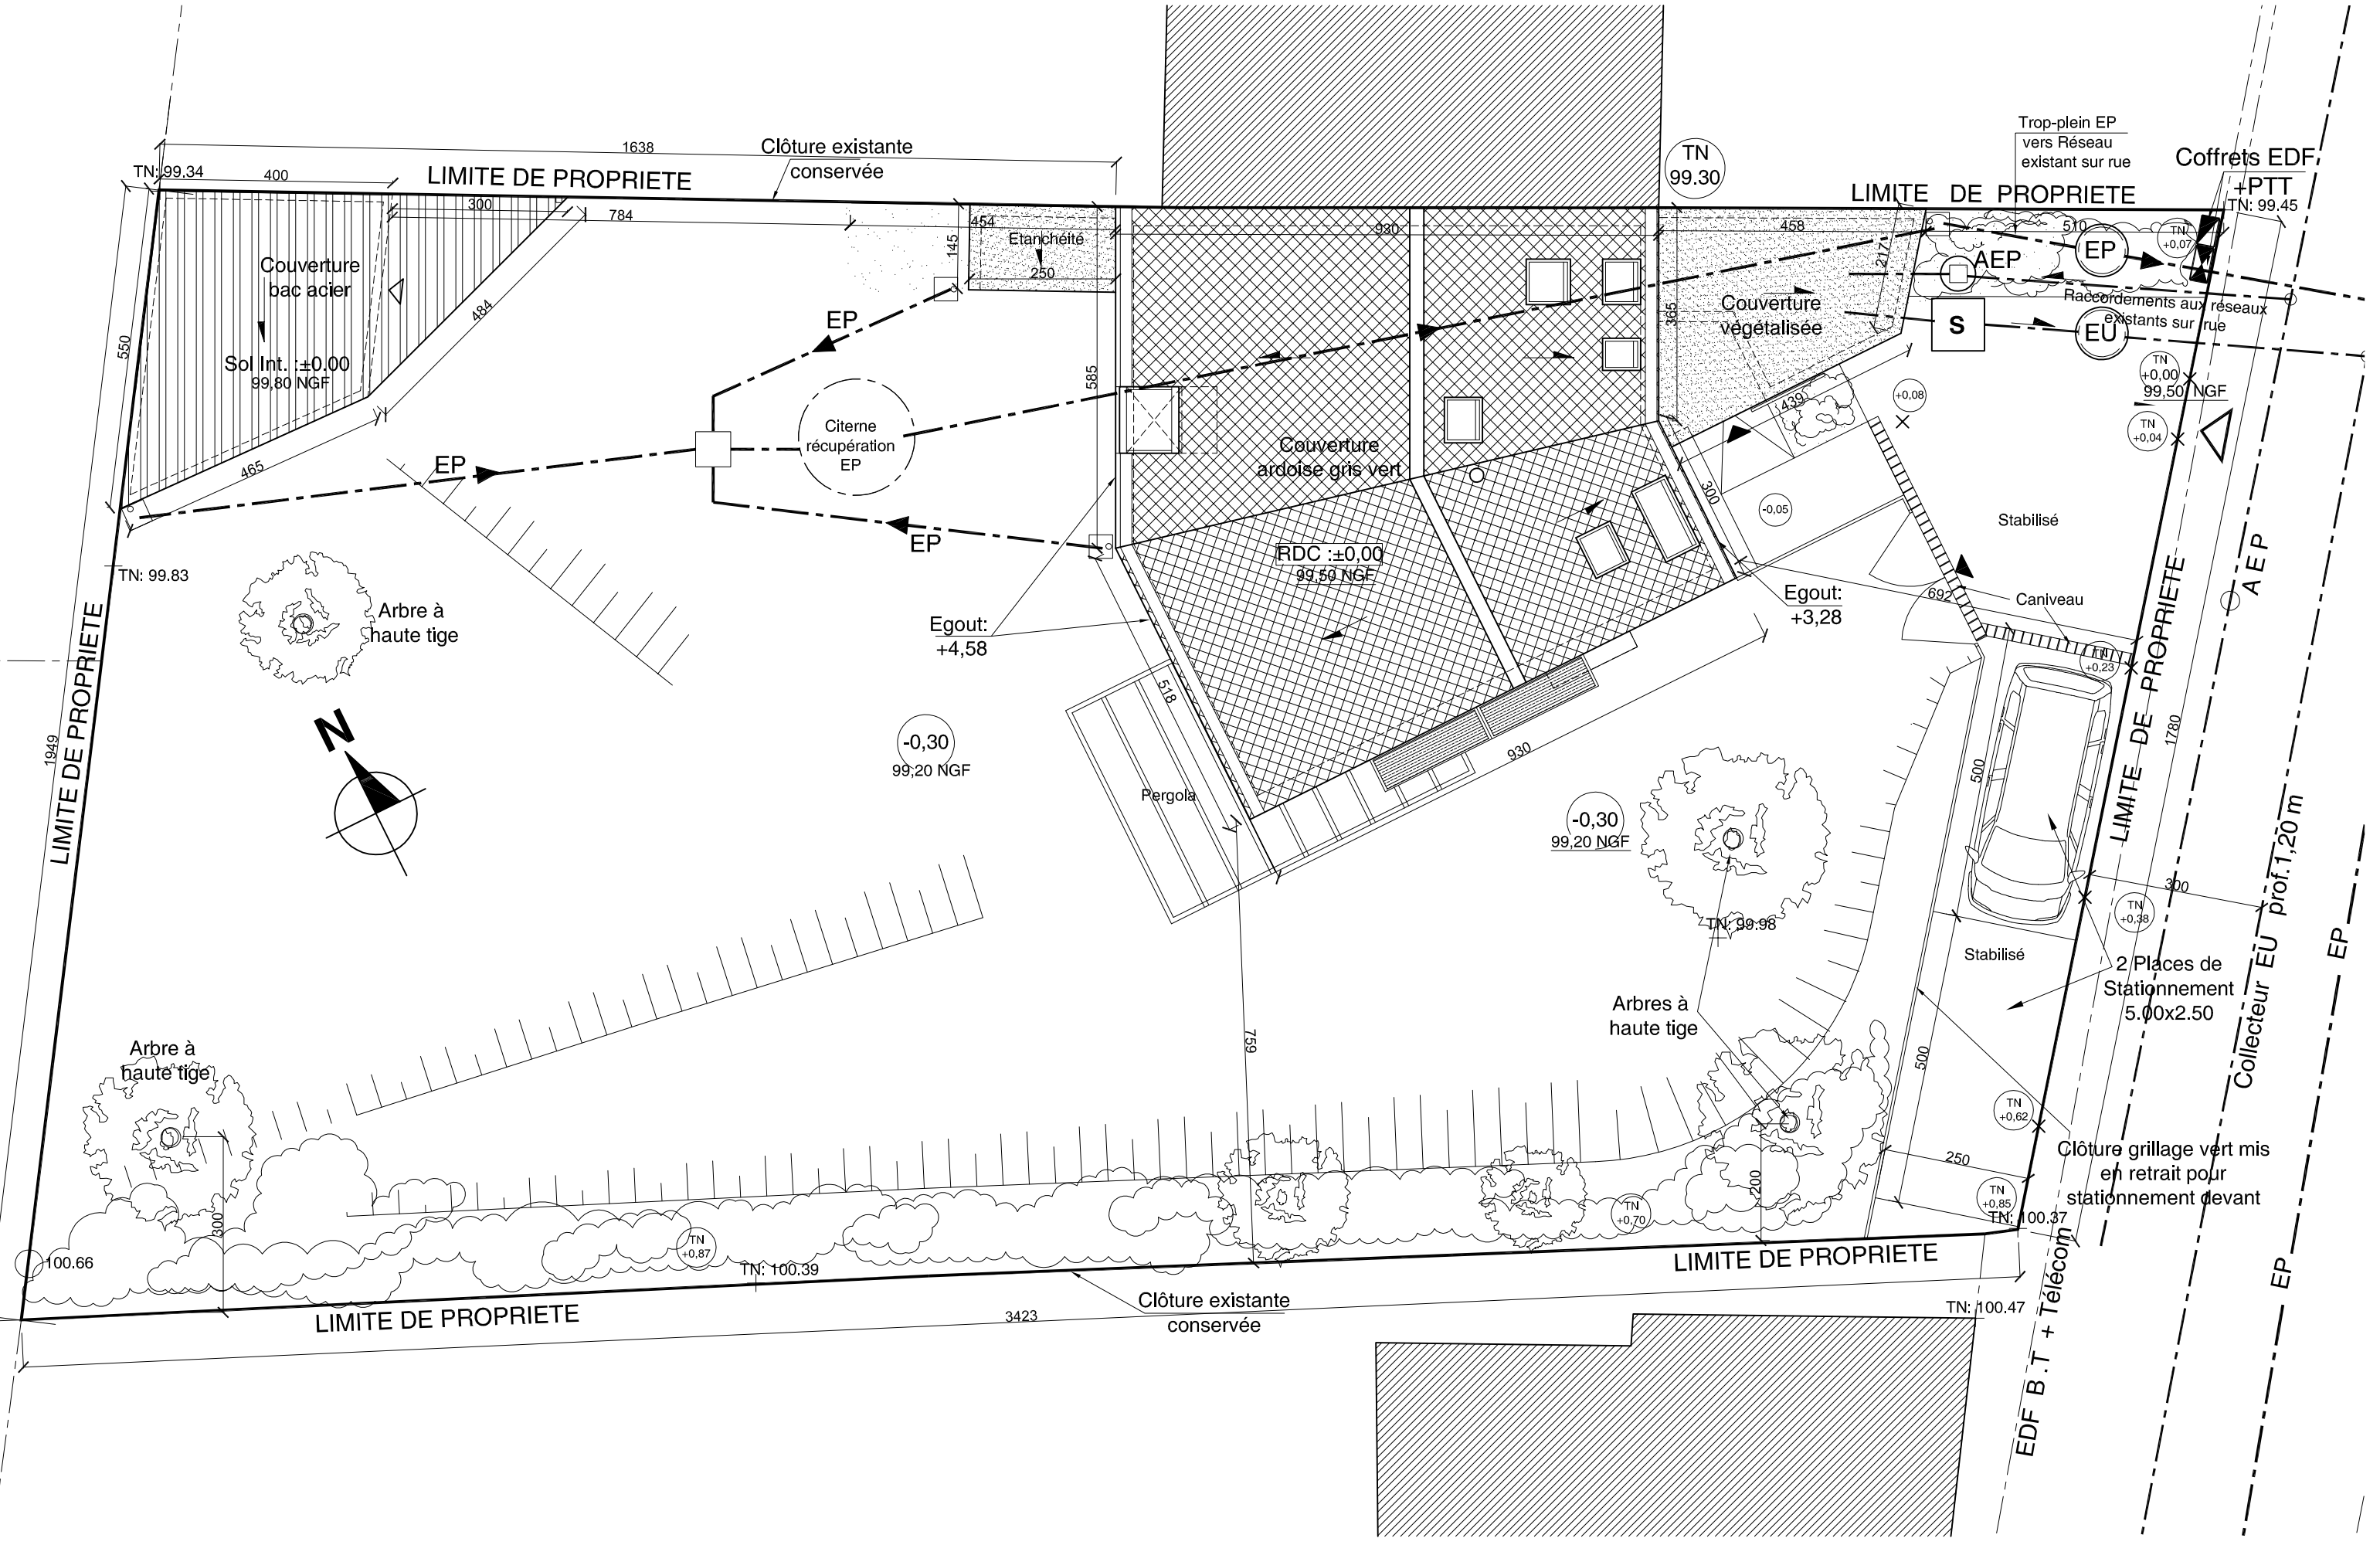 Trop-plein EP
vers Réseau
existant sur rue
1638
Clôture existante
conservée
TN
99.30
Coffrets EDF
+PTT
TN: 99.45
TN: 99.34
400
LIMITE DE PROPRIETE
LIMITE DE PROPRIETE
300
784
454
930
458
510
TN
+0,07
145
Etanchéité
250
217
EP
AEP
Couverture
bac acier
484
EP
365
Couverture
végétalisée
Raccordements aux réseaux
existants sur rue
S
EU
550
Sol Int. :±0.00
99,80 NGF
585
TN
+0,00
99,50 NGF
439
+0,08
TN
+0,04
Citerne
récupération
EP
Couverture
ardoise gris vert
465
EP
300
-0,05
Stabilisé
EP
RDC :±0,00
99,50 NGF
TN: 99.83
A E P
Arbre à
haute tige
Egout:
+4,58
Egout:
+3,28
692
Caniveau
TN
+0,23
LIMITE DE PROPRIETE
LIMITE DE PROPRIETE
518
N
1949
-0,30
99,20 NGF
930
1780
500
Pergola
-0,30
99,20 NGF
300
Collecteur EU prof.1,20 m
TN
+0,38
TN: 99.98
EP
Stabilisé
2 Places de
Stationnement
5.00x2.50
Arbres à
haute tige
759
500
Arbre à
haute tige
TN
+0,62
Clôture grillage vert mis
en retrait pour
stationnement devant
250
200
TN
+0,85
TN: 100.37
300
TN
+0,70
TN
+0,87
100.66
TN: 100.39
LIMITE DE PROPRIETE
EP
Clôture existante
conservée
LIMITE DE PROPRIETE
3423
TN: 100.47
EDF B.T + Télécom